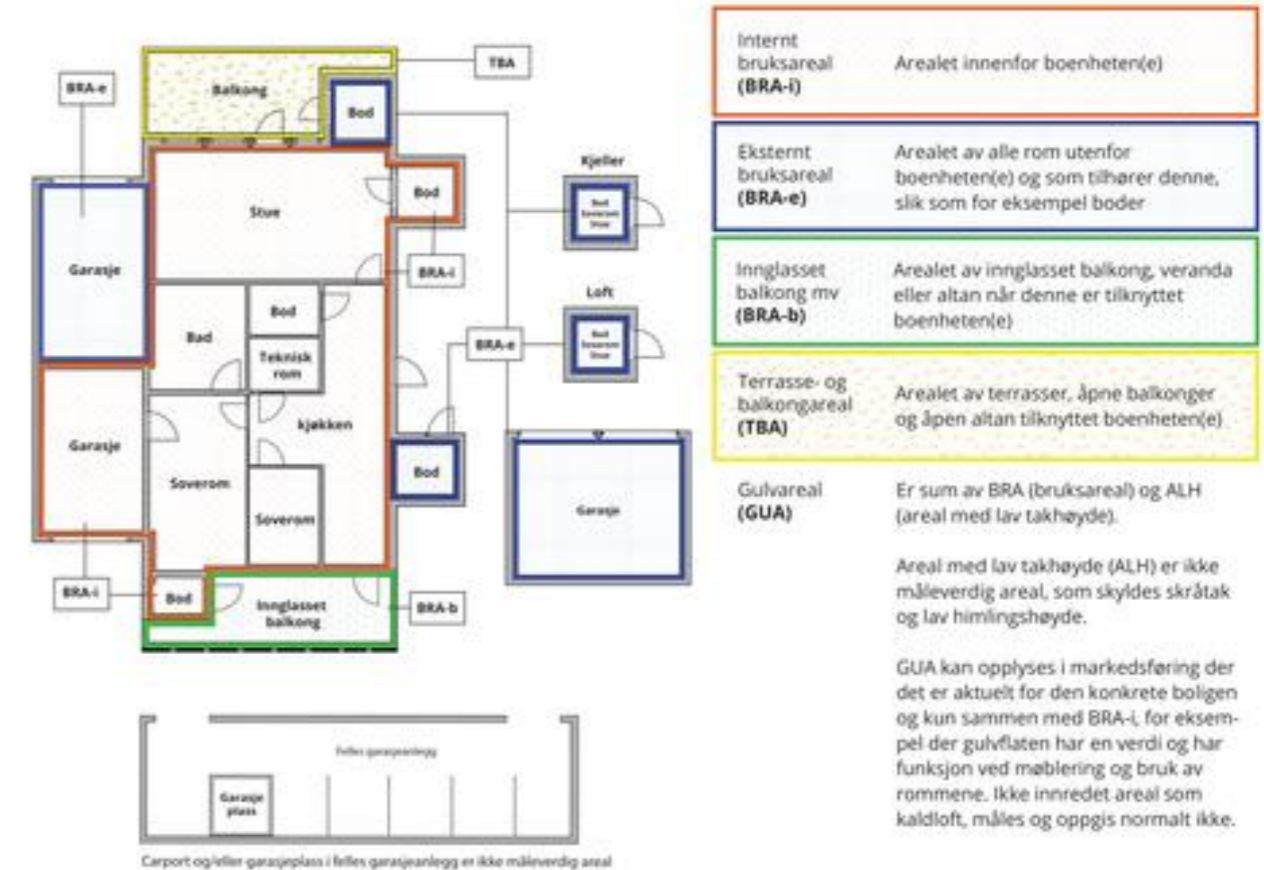 TBA
BRA-e
Balkong
Bod
Kjeller
Bod
Soverom
Stue
Bod
Stue
Garasje
BRA-i
Loft
Bod
Bad
Teknisk
rom
BRA-e
Bod
Soverom
Stue
kjøkken
Garasje
Soverom
Bod
Soverom
Garasje
BRA-i
Bod
Innglasset
balkong
BRA-b
Felles garasjeanlegg
Garasje
plass
Carport og/eller garasjeplass i felles garasjeanlegg er ikke måleverdig areal
Internt
bruksareal
(BRA-i)
Arealet innenfor boenheten(e)
Eksternt
bruksareal
(BRA-e)
Arealet av alle rom utenfor
boenheten(e) og som tilhører denne,
slik som for eksempel boder
Innglasset
balkong mv
(BRA-b)
Arealet av innglasset balkong, veranda
eller altan når denne er tilknyttet
boenheten(e)
Terrasse- og
balkongareal
(TBA)
Arealet av terrasser, åpne balkonger
og åpen altan tilknyttet boenheten(e)
Gulvareal
(GUA)
Er sum av BRA (bruksareal) og ALH
(areal med lav takhøyde).
Areal med lav takhøyde (ALH) er ikke
måleverdig areal, som skyldes skråtak
og lav himlingshøyde.
GUA kan opplyses i markedsføring der
det er aktuelt for den konkrete boligen
og kun sammen med BRA-i, for eksem-
pel der gulvflaten har en verdi og har
funksjon ved møblering og bruk av
rommene. Ikke innredet areal som
kaldloft, måles og oppgis normalt ikke.